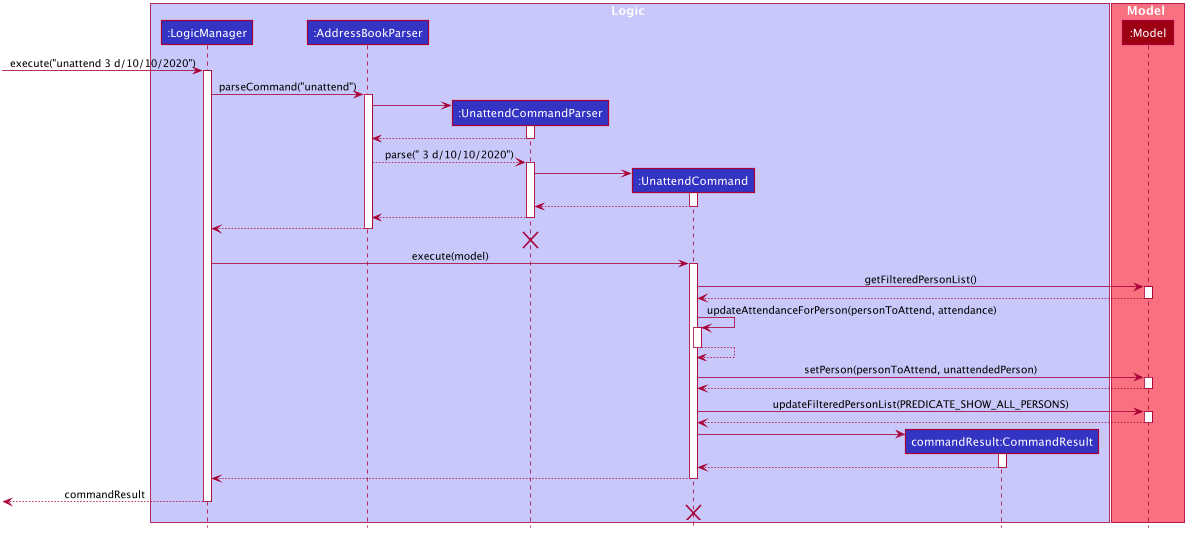 Logic
Model
:LogicManager
:AddressBookParser
:Model
execute("unattend 3 d/10/10/2020")
parseCommand("unattend")
:UnattendCommandParser
parse(" 3 d/10/10/2020")
:UnattendCommand
execute(model)
getFilteredPersonList()
updateAttendanceForPerson(personToAttend, attendance)
setPerson(personToAttend, unattendedPerson)
updateFilteredPersonList(PREDICATE_SHOW_ALL_PERSONS)
commandResult:CommandResult
commandResult